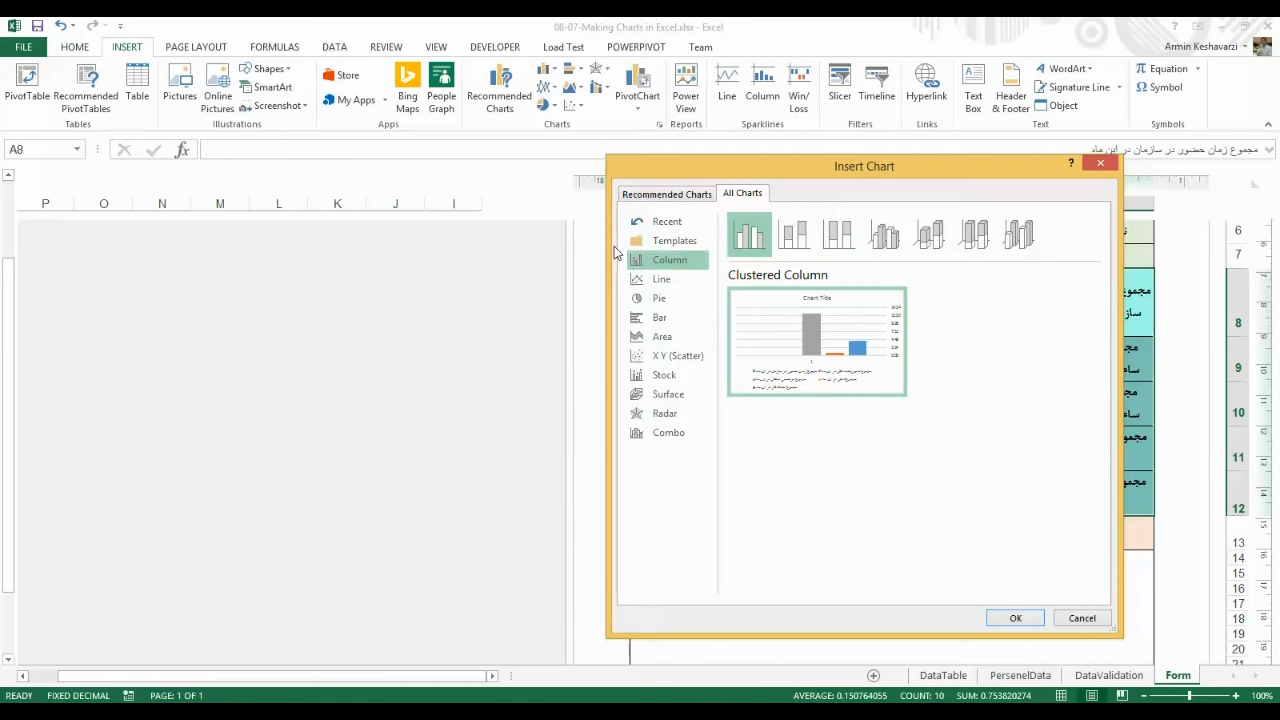 08-07-Making Charts in Excel.xlsx - Excel
FILE HOME INSERT PAGE LAYOUT FORMULAS DATA REVIEW VIEW DEVELOPER Load Test POWERPIVOT Team Armin Keshavarzi
PivotTable Recommended PivotTables Table
Tables
Pictures Online Pictures Shapes SmartArt Screenshot
Illustrations
Store My Apps Bing Maps People Graph
Apps
Recommended Charts PivotChart
Charts
Power View
Reports
Line Column Win/Loss
Sparklines
Slicer Timeline
Filters
Hyperlink
Links
Text Box Header & Footer WordArt Signature Line Object
Text
Equation Symbol
Symbols
A8 fx مجموع زمان حضور در سازمان در این ماه
18 1
P O N M L K J I
Insert Chart
? ×
Recommended Charts All Charts
Recent
Templates
Column
Line
Pie
Bar
Area
X Y (Scatter)
Stock
Surface
Radar
Combo
Clustered Column
Chart Title
OK Cancel
6
7
8
9
10
11
12
13
14
15
16
17
18
19
20
21
مجموع
مجموع
DataTable PersenelData DataValidation Form
READY FIXED DECIMAL PAGE: 1 OF 1 AVERAGE: 0.150764055 COUNT: 10 SUM: 0.753820274 100%